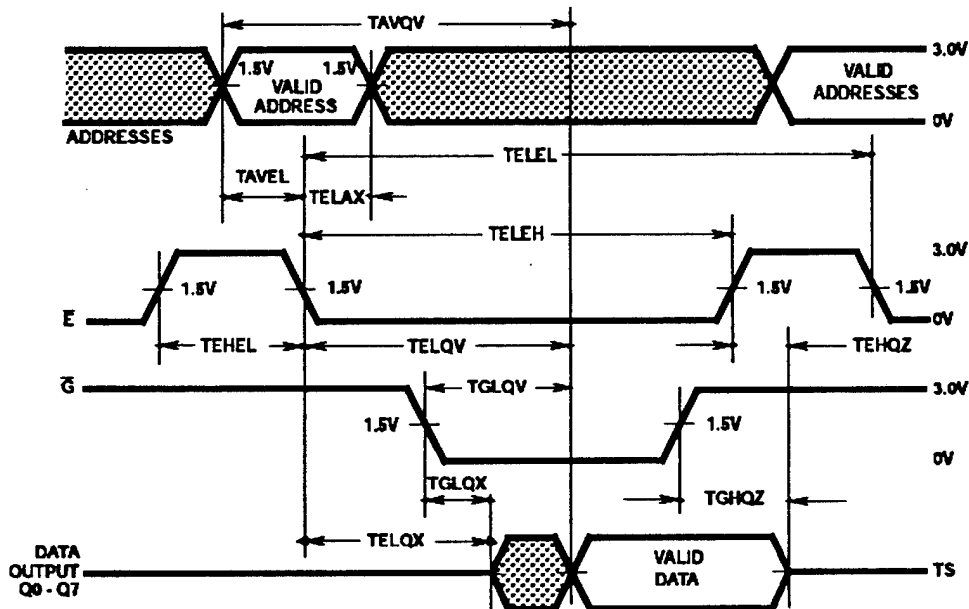 TAVQV
3.0V
1.5V 1.5V
VALID ADDRESS
VALID ADDRESSES
ADDRESSES
0V
TELEL
TAVEL
TELAX
TELEH
3.0V
1.5V 1.5V 1.5V 1.5V
E
0V
TEHEL TELQV TEHQZ
G
TGLQV
3.0V
1.5V 1.5V
0V
TGLQX TGHQZ
TELQX
DATA
OUTPUT
Q0 - Q7
VALID
DATA
TS